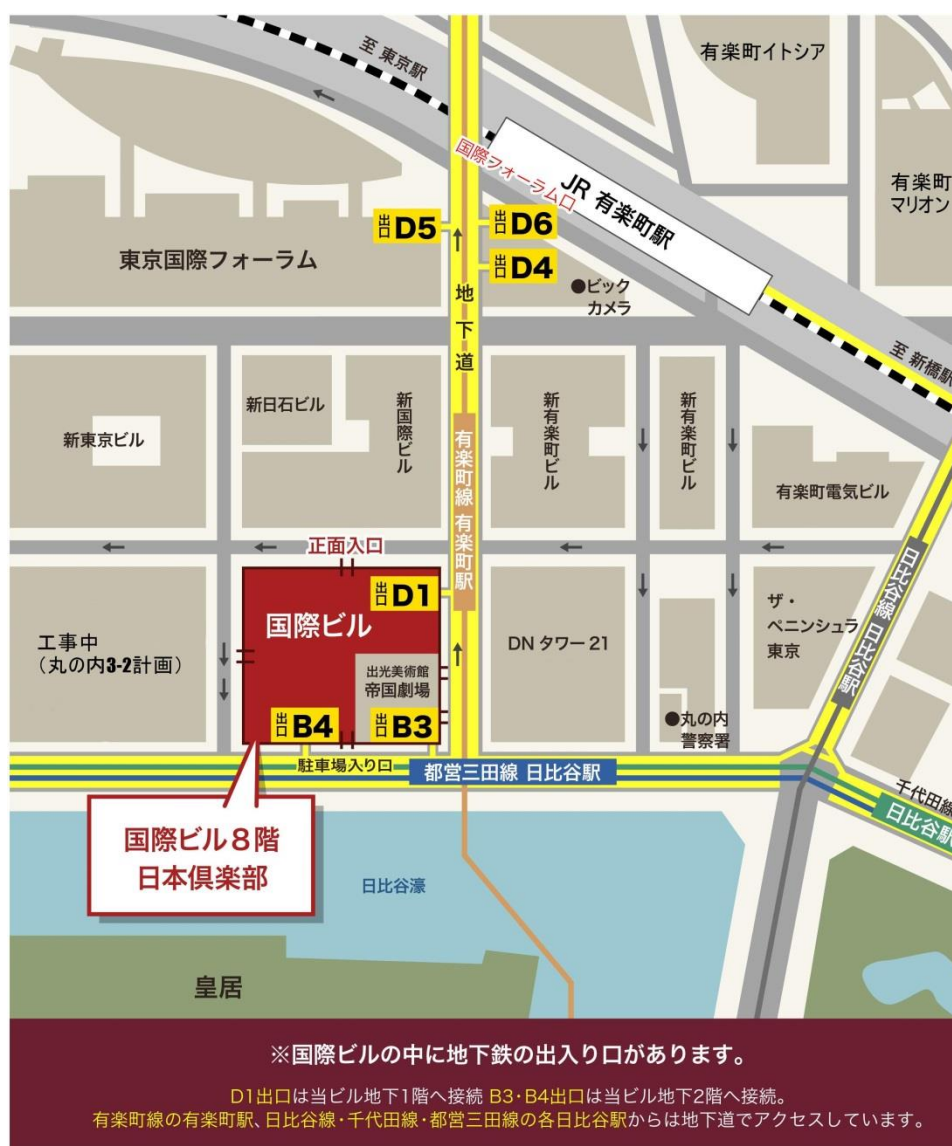 至 東京駅
有楽町イトシア
国際フォーラム口
JR 有楽町駅
有楽町
マリオン
出口 D5
出口 D6
出口 D4
東京国際フォーラム
●ビック
カメラ
地下道
至 新橋駅
新東京ビル
新日石ビル
新国際ビル
有楽町線 有楽町駅
新有楽町ビル
新有楽町ビル
有楽町電気ビル
日比谷線 日比谷駅
正面入口
出口 D1
国際ビル
工事中
(丸の内3-2計画)
出光美術館
帝国劇場
DNタワー21
ザ・
ペニンシュラ
東京
出口 B4
出口 B3
●丸の内
警察署
駐車場入り口
都営三田線 日比谷駅
千代田線
日比谷駅
国際ビル8階
日本倶楽部
日比谷濠
皇居
※国際ビルの中に地下鉄の出入り口があります。
D1出口は当ビル地下1階へ接続 B3・B4出口は当ビル地下2階へ接続。
有楽町線の有楽町駅、日比谷線・千代田線・都営三田線の各日比谷駅からは地下道でアクセスしています。